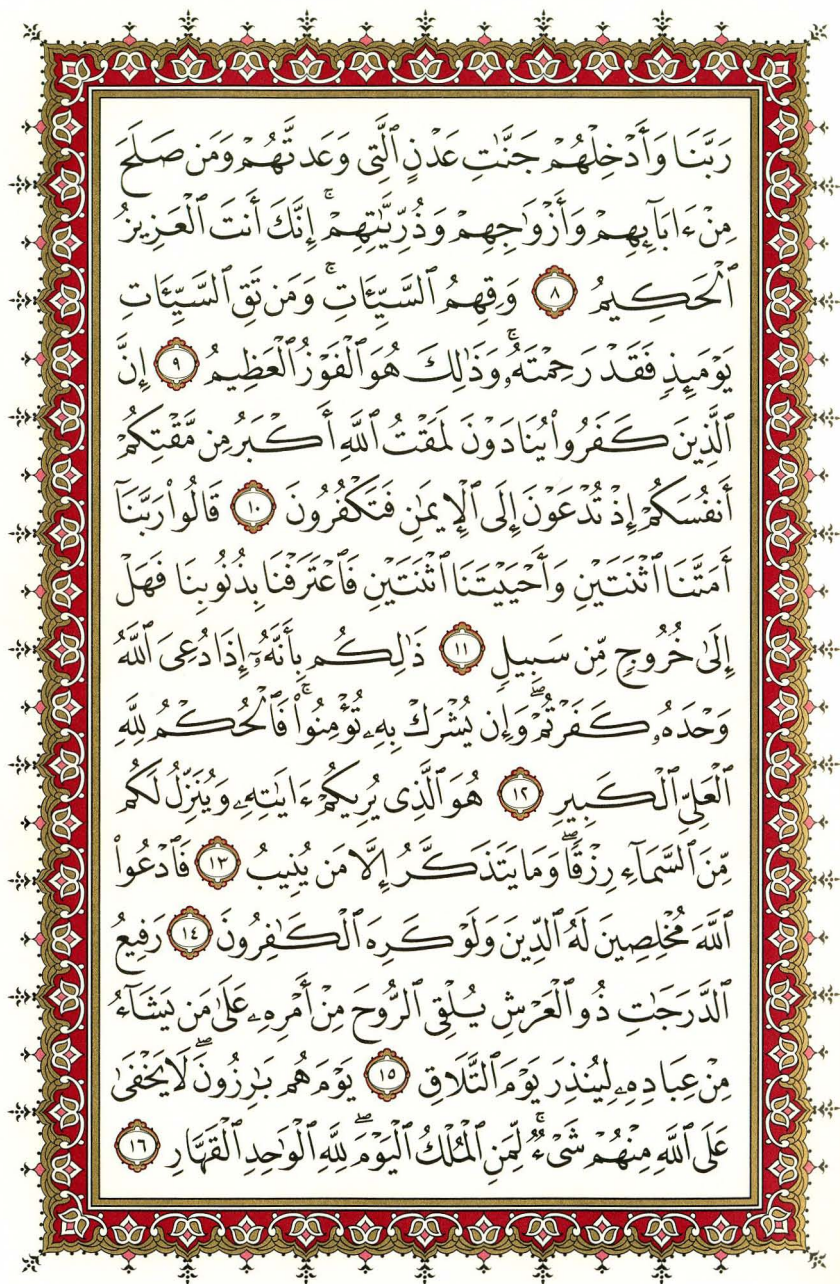 رَبَّنَا وَأَدْخِلْهُمْ جَنَّٰتِ عَدْنٍ ٱلَّتِى وَعَدتَّهُمْ وَمَن صَلَحَ
مِنْ ءَابَآئِهِمْ وَأَزْوَٰجِهِمْ وَذُرِّيَّٰتِهِمْ ۚ إِنَّكَ أَنتَ ٱلْعَزِيزُ
ٱلْحَكِيمُ ٨ وَقِهِمُ ٱلسَّيِّـَٔاتِ ۚ وَمَن تَقِ ٱلسَّيِّـَٔاتِ
يَوْمَئِذٍ فَقَدْ رَحِمْتَهُۥ ۚ وَذَٰلِكَ هُوَ ٱلْفَوْزُ ٱلْعَظِيمُ ٩ إِنَّ
ٱلَّذِينَ كَفَرُوا۟ يُنَادَوْنَ لَمَقْتُ ٱللَّهِ أَكْبَرُ مِن مَّقْتِكُمْ
أَنفُسَكُمْ إِذْ تُدْعَوْنَ إِلَى ٱلْإِيمَٰنِ فَتَكْفُرُونَ ١٠ قَالُوا۟ رَبَّنَآ
أَمَتَّنَا ٱثْنَتَيْنِ وَأَحْيَيْتَنَا ٱثْنَتَيْنِ فَٱعْتَرَفْنَا بِذُنُوبِنَا فَهَلْ
إِلَىٰ خُرُوجٍ مِّن سَبِيلٍ ١١ ذَٰلِكُم بِأَنَّهُۥٓ إِذَا دُعِىَ ٱللَّهُ
وَحْدَهُۥ كَفَرْتُمْ ۖ وَإِن يُشْرَكْ بِهِۦ تُؤْمِنُوا۟ ۚ فَٱلْحُكْمُ لِلَّهِ
ٱلْعَلِىِّ ٱلْكَبِيرِ ١٢ هُوَ ٱلَّذِى يُرِيكُمْ ءَايَٰتِهِۦ وَيُنَزِّلُ لَكُم
مِّنَ ٱلسَّمَآءِ رِزْقًا ۚ وَمَا يَتَذَكَّرُ إِلَّا مَن يُنِيبُ ١٣ فَٱدْعُوا۟
ٱللَّهَ مُخْلِصِينَ لَهُ ٱلدِّينَ وَلَوْ كَرِهَ ٱلْكَٰفِرُونَ ١٤ رَفِيعُ
ٱلدَّرَجَٰتِ ذُو ٱلْعَرْشِ يُلْقِى ٱلرُّوحَ مِنْ أَمْرِهِۦ عَلَىٰ مَن يَشَآءُ
مِنْ عِبَادِهِۦ لِيُنذِرَ يَوْمَ ٱلتَّلَاقِ ١٥ يَوْمَ هُم بَٰرِزُونَ ۖ لَا يَخْفَىٰ
عَلَى ٱللَّهِ مِنْهُمْ شَىْءٌ ۚ لِّمَنِ ٱلْمُلْكُ ٱلْيَوْمَ ۖ لِلَّهِ ٱلْوَٰحِدِ ٱلْقَهَّارِ ١٦